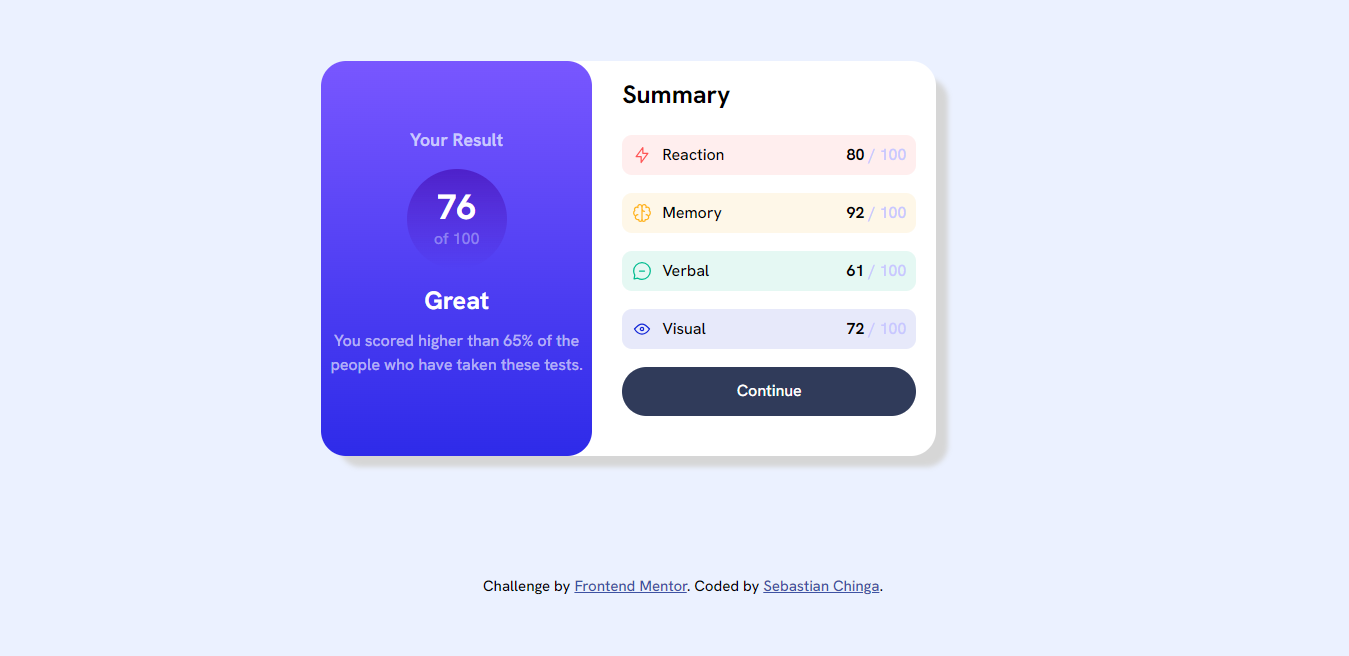 Your Result
76
of 100
Great
You scored higher than 65% of the
people who have taken these tests.
Summary
Reaction 80 / 100
Memory 92 / 100
Verbal 61 / 100
Visual 72 / 100
Continue
Challenge by Frontend Mentor. Coded by Sebastian Chinga.